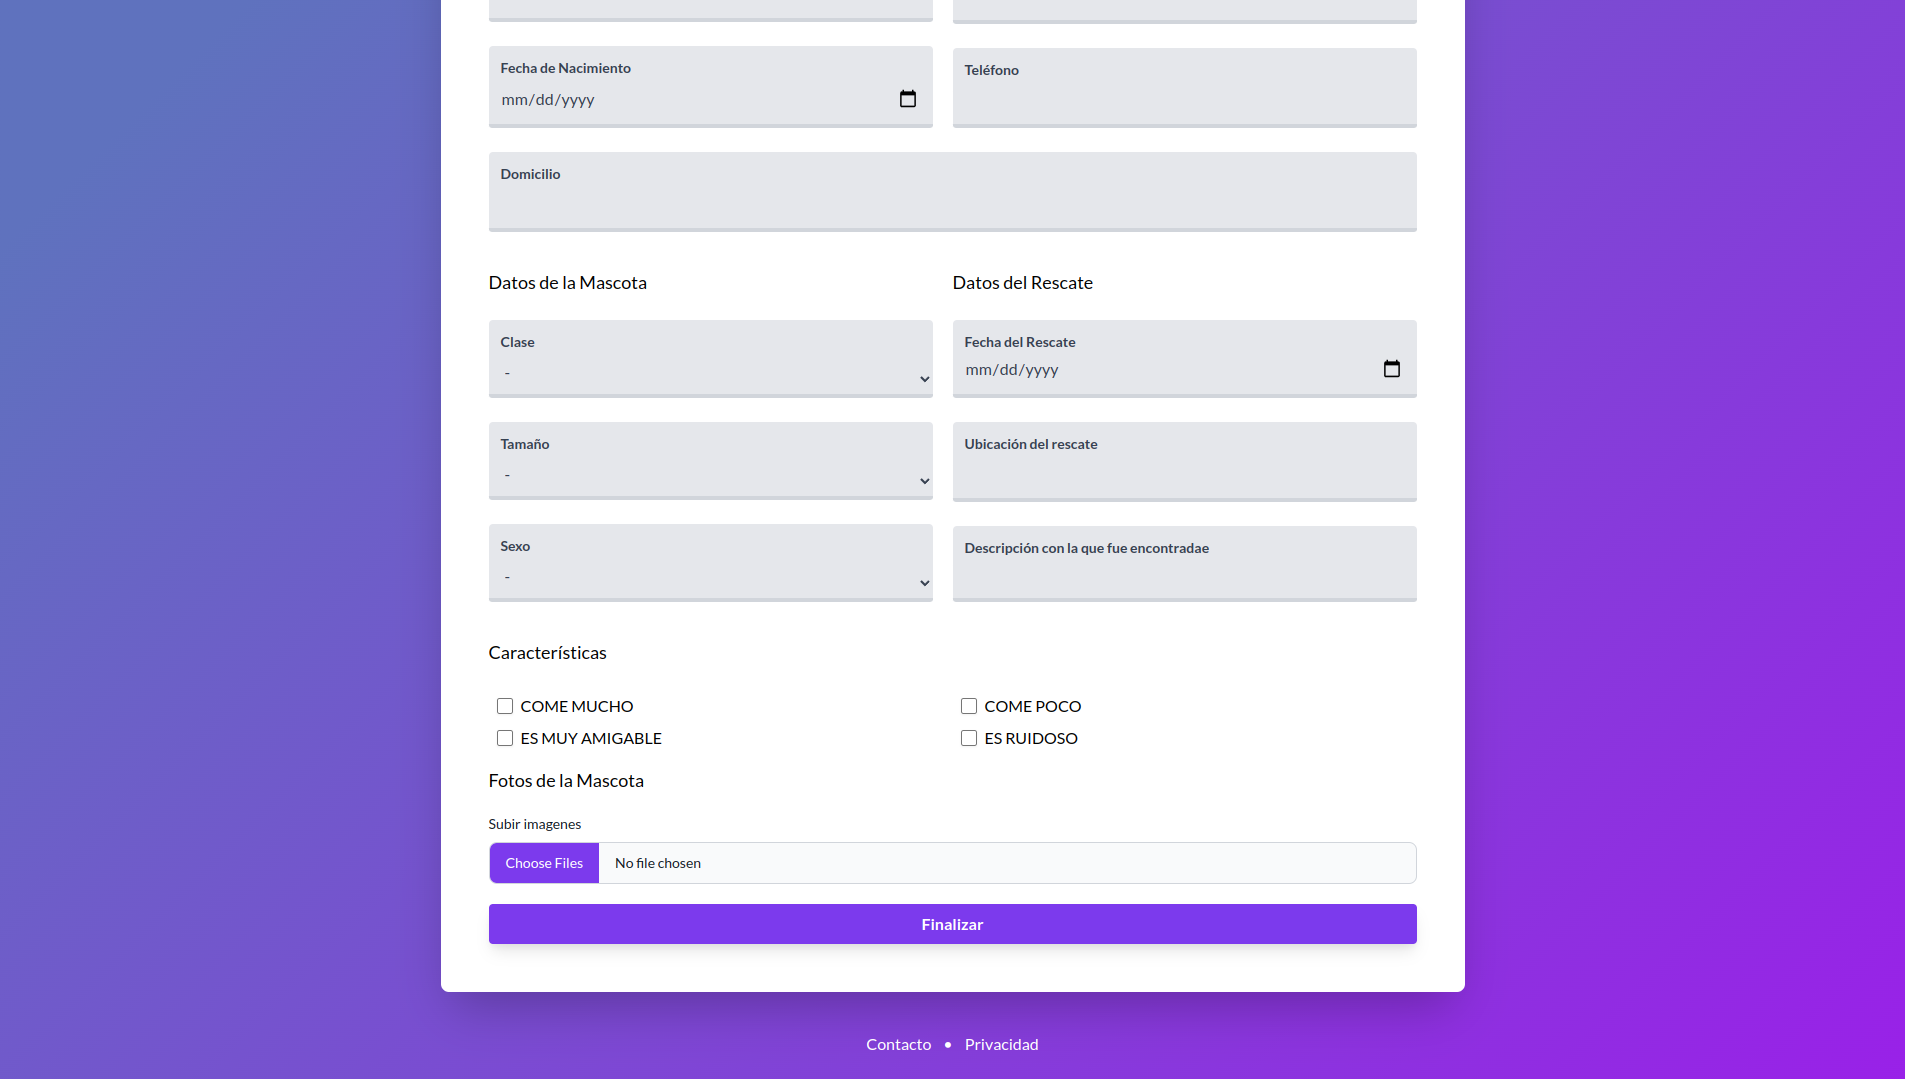 Fecha de Nacimiento
mm/dd/yyyy
Teléfono
Domicilio
Datos de la Mascota
Datos del Rescate
Clase
-
Fecha del Rescate
mm/dd/yyyy
Tamaño
-
Ubicación del rescate
Sexo
-
Descripción con la que fue encontradae
Características
COME MUCHO
COME POCO
ES MUY AMIGABLE
ES RUIDOSO
Fotos de la Mascota
Subir imagenes
Choose Files No file chosen
Finalizar
Contacto • Privacidad